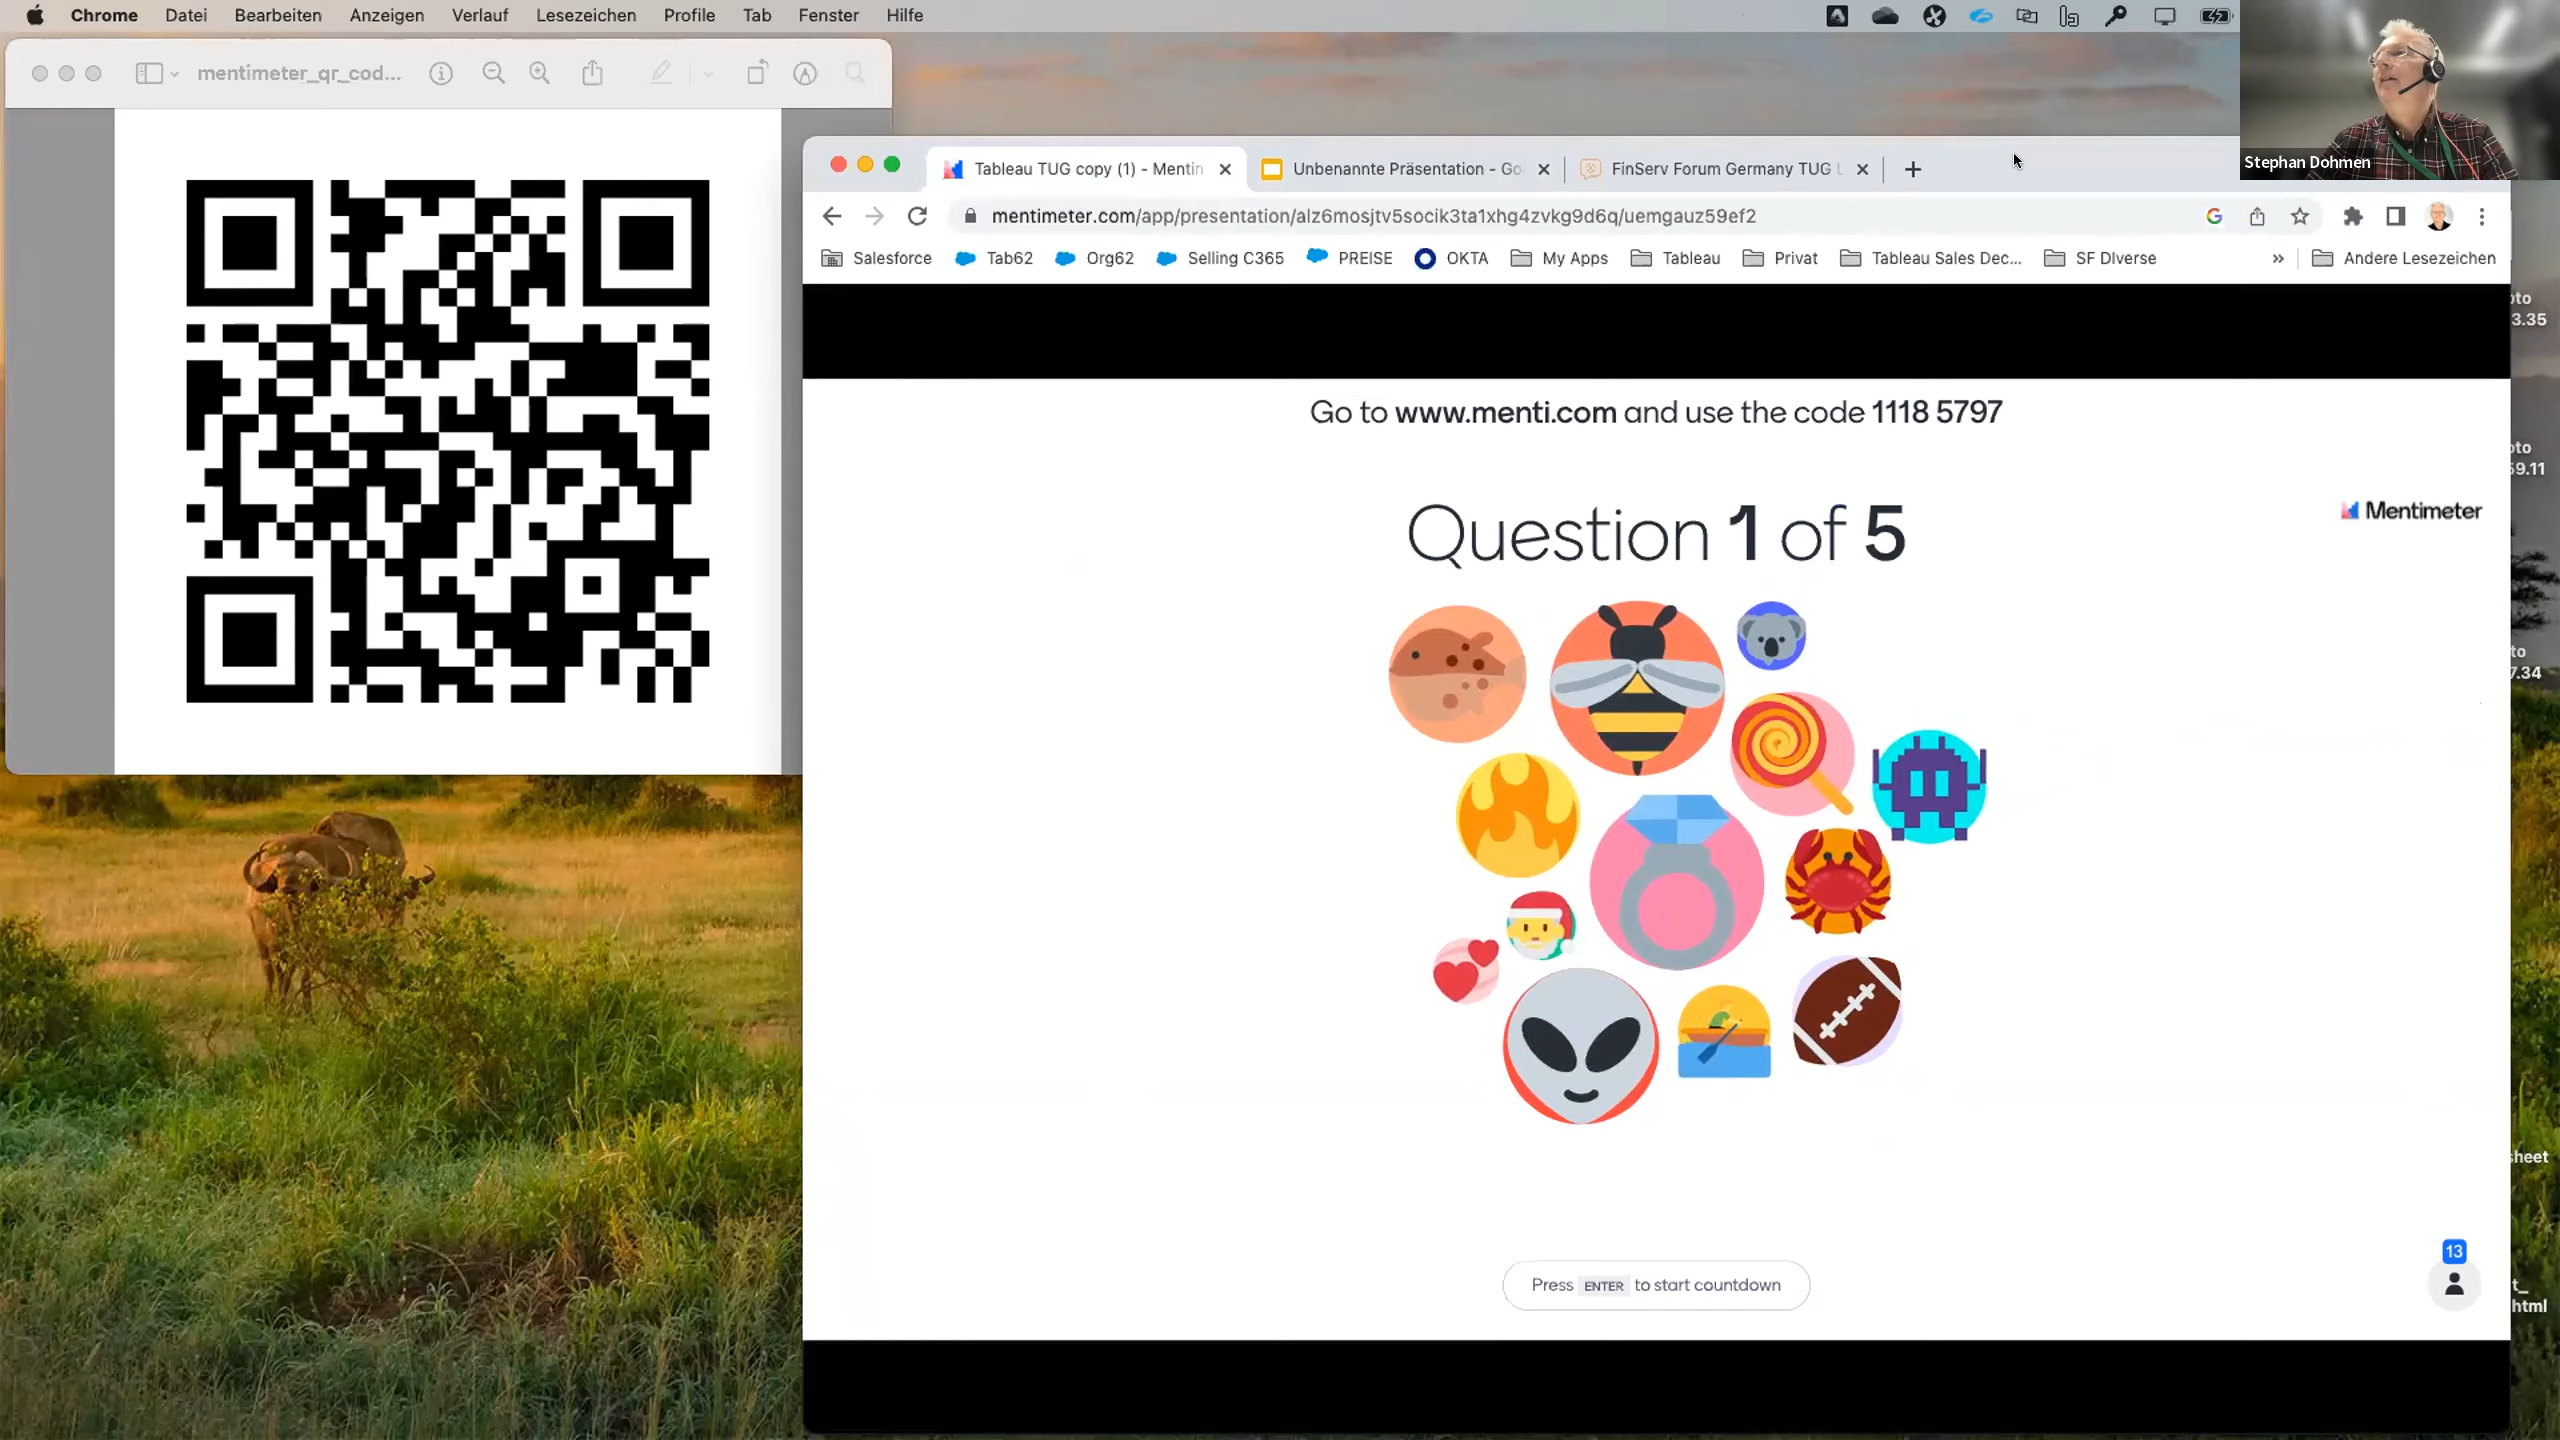 Chrome Datei Bearbeiten Anzeigen Verlauf Lesezeichen Profile Tab Fenster Hilfe
mentimeter_qr_cod...
Stephan Dohmen
Tableau TUG copy (1) - Mentin
Unbenannte Präsentation - Go
FinServ Forum Germany TUG L
mentimeter.com/app/presentation/alz6mosjtv5socik3ta1xhg4zvkg9d6q/uemgauz59ef2
Salesforce Tab62 Org62 Selling C365 PREISE OKTA My Apps Tableau Privat Tableau Sales Dec... SF DIverse » Andere Lesezeichen
Go to www.menti.com and use the code 1118 5797
Mentimeter
Question 1 of 5
Press ENTER to start countdown
13
html